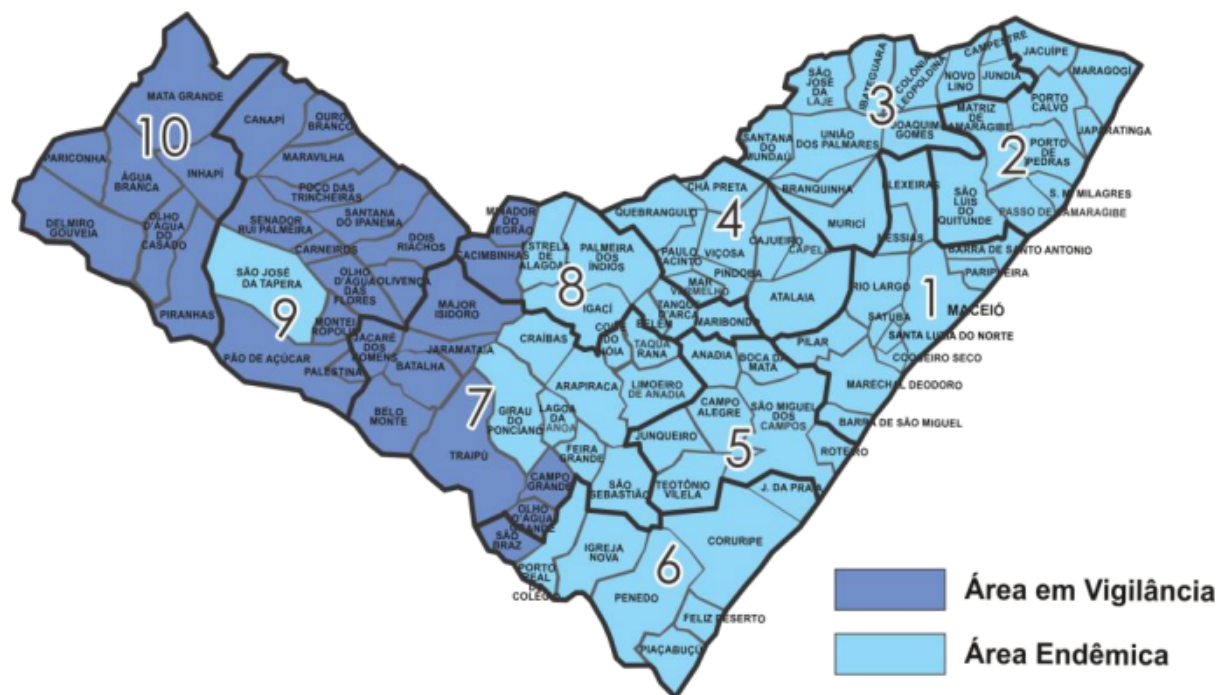 MATA GRANDE
10
CANAPÍ
OURO
BRANCO
PARICONHA
ÁGUA
BRANCA
INHAPÍ
MARAVILHA
POÇO DAS
TRINCHEIRAS
DELMIRO
GOUVEIA
OLHO
D'ÁGUA
DO
CASADO
SENADOR
RUI PALMEIRA
SANTANA
DO IPANEMA
CARNEIROS
DOIS
RIACHOS
SÃO JOSÉ
DA TAPERA
9
OLHO
D'ÁGUA
DAS
FLORES
OLIVENÇA
PIRANHAS
MONTEI
RÓPOLIS
PÃO DE AÇÚCAR
PALESTINA
JACARÉ
DOS
HOMENS
MAJOR
ISIDORO
CACIMBINHAS
MINADOR
DO
NEGRÃO
JARAMATAIA
BATALHA
BELO
MONTE
7
TRAIPÚ
GIRAU
DO
PONCIANO
LAGOA
DA
CANOA
CRAÍBAS
ARAPIRACA
FEIRA
GRANDE
CAMPO
GRANDE
OLHO
D'ÁGUA
GRANDE
SÃO
BRAZ
SÃO
SEBASTIÃO
LIMOEIRO
DE ANADIA
TAQUA
RANA
COITÉ
DO
NÓIA
ESTRELA
DE
ALAGOAS
PALMEIRA
DOS
ÍNDIOS
8
IGACÍ
BELÉM
TANQUE
D'ARCA
MARIBONDO
QUEBRANGULO
CHÃ PRETA
4
PAULO
JACINTO
VIÇOSA
CAJUEIRO
CAPELA
MAR
VERMELHO
PINDOBA
ATALAIA
SÃO
JOSÉ
DA
LAJE
IBATEGUARA
COLÔNIA
LEOPOLDINA
3
CAMPESTRE
NOVO
LINO
JUNDIA
JOAQUIM
GOMES
SANTANA
DO
MUNDAÚ
UNIÃO
DOS PALMARES
BRANQUINHA
MURICÍ
FLEXEIRAS
MESSIAS
JACUÍPE
MARAGOGÍ
PORTO
CALVO
MATRIZ
DE
CAMARAGIBE
JAPARATINGA
2
PORTO
DE
PEDRAS
SÃO
LUIS
DO
QUITUNDE
S. M. MILAGRES
PASSO DE CAMARAGIBE
BARRA DE SANTO ANTONIO
PARIPUEIRA
RIO LARGO
1
MACEIÓ
SATUBA
SANTA LUZIA DO NORTE
COQUEIRO SECO
PILAR
MARECHAL DEODORO
BARRA DE SÃO MIGUEL
ANADIA
BOCA DA
MATA
CAMPO
ALEGRE
SÃO MIGUEL
DOS
CAMPOS
JUNQUEIRO
5
ROTEIRO
TEOTÔNIO
VILELA
J. DA PRAIA
CORURIPE
6
IGREJA
NOVA
PORTO
REAL
DO
COLÉGIO
PENEDO
FELIZ DESERTO
PIAÇABUÇÚ
Área em Vigilância
Área Endêmica